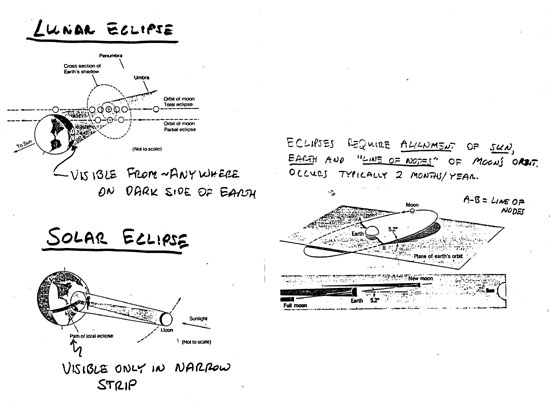 LUNAR ECLIPSE
Penumbra
Cross section of
Earth's shadow
Umbra
Orbit of moon
Total eclipse
Orbit of moon
Partial eclipse
To Sun
(Not to scale)
VISIBLE FROM ~ANYWHERE
ON DARK SIDE OF EARTH
SOLAR ECLIPSE
Sunlight
(Not to scale)
Path of total eclipse
VISIBLE ONLY IN NARROW
STRIP
ECLIPSES REQUIRE ALIGNMENT OF SUN,
EARTH AND "LINE OF NODES" OF MOON'S ORBIT.
OCCURS TYPICALLY 2 MONTHS/YEAR.
A-B = LINE OF
NODES
Moon
Earth
5.2°
Plane of earth's orbit
New moon
Sun
Full moon
Earth
5.2°